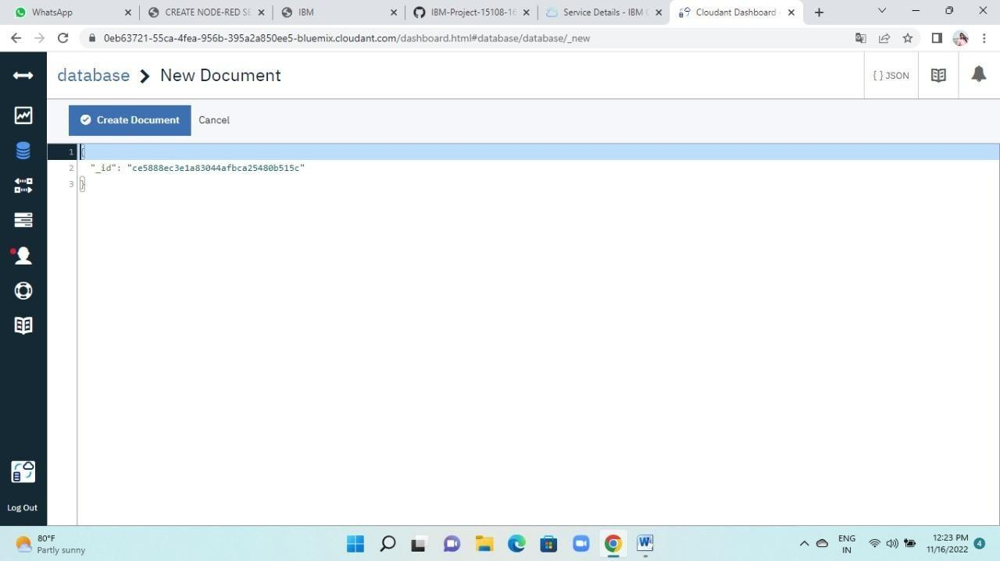 WhatsApp
CREATE NODE-RED SE
IBM
IBM-Project-15108-16
Service Details - IBM C
Cloudant Dashboard
0eb63721-55ca-4fea-956b-395a2a850ee5-bluemix.cloudant.com/dashboard.html#database/database/_new
database > New Document
{ } JSON
Create Document
Cancel
1 {
2 "_id": "ce5888ec3e1a83044afbca25480b515c"
3 }
Log Out
80°F
Partly sunny
W
ENG
IN
12:23 PM
11/16/2022
4